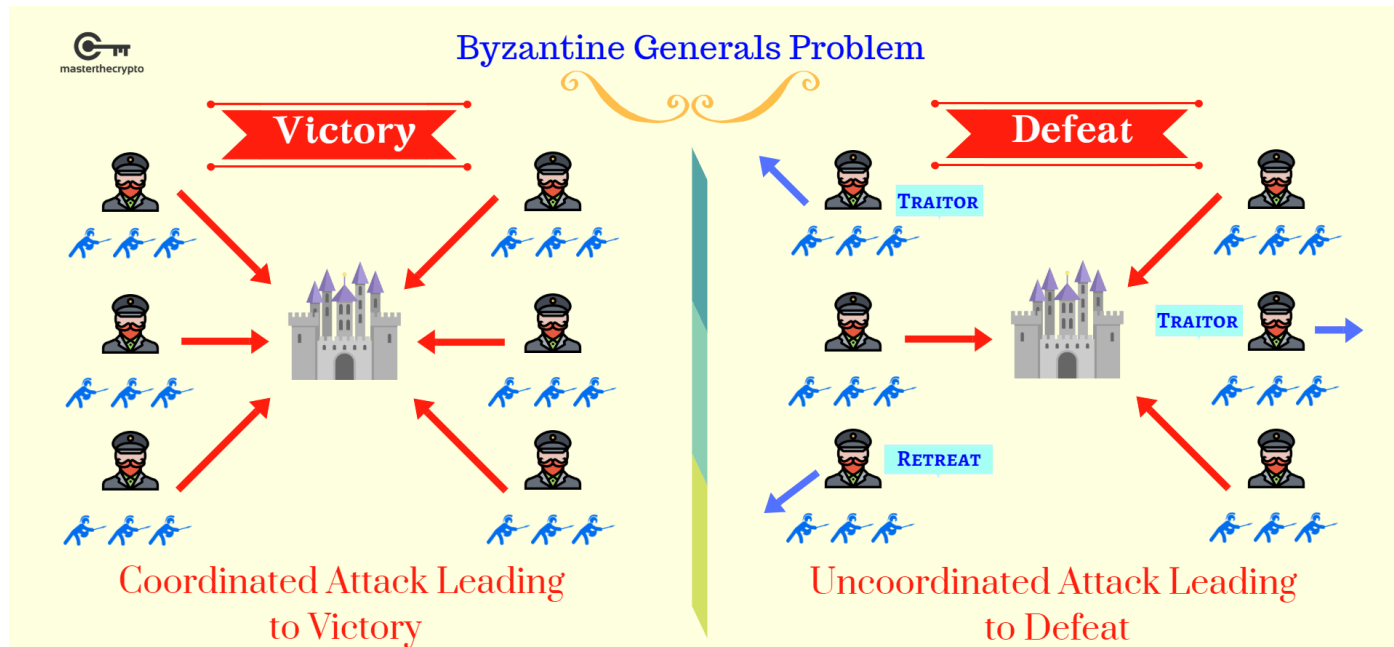 masterthecrypto
Byzantine Generals Problem
Victory
Defeat
TRAITOR
TRAITOR
RETREAT
Coordinated Attack Leading
to Victory
Uncoordinated Attack Leading
to Defeat